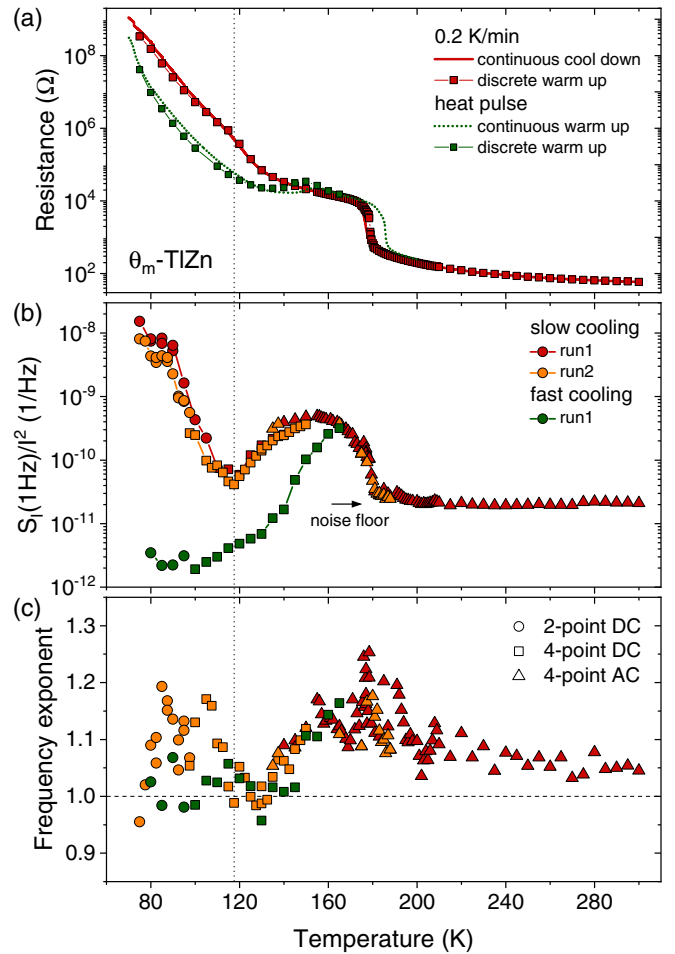 (a)
10⁸
10⁶
10⁴
10²
Resistance (Ω)
0.2 K/min
continuous cool down
discrete warm up
heat pulse
continuous warm up
discrete warm up
θₘ-TlZn
(b)
10⁻⁸
10⁻⁹
10⁻¹⁰
10⁻¹¹
10⁻¹²
S_I(1Hz)/I² (1/Hz)
slow cooling
run1
run2
fast cooling
run1
noise floor
(c)
1.3
1.2
1.1
1.0
0.9
Frequency exponent
2-point DC
4-point DC
4-point AC
80 120 160 200 240 280
Temperature (K)